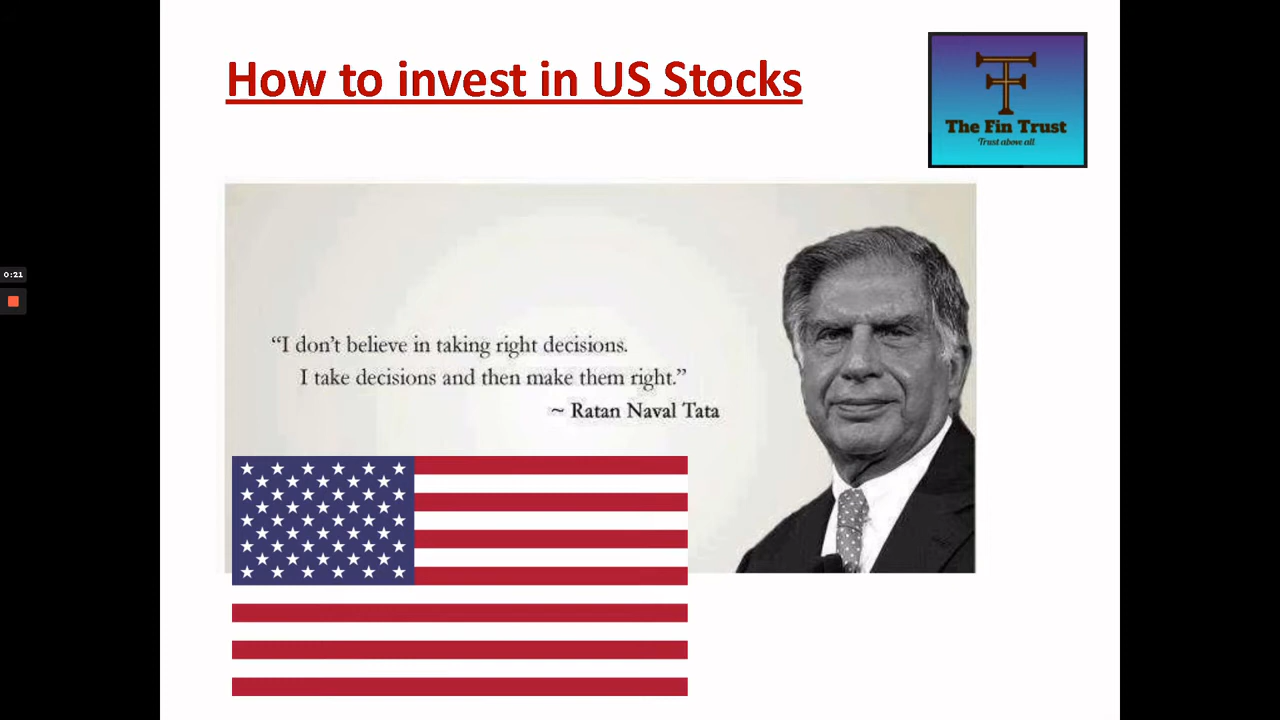 How to invest in US Stocks
The Fin Trust
Trust above all
0:21
“I don’t believe in taking right decisions.
I take decisions and then make them right.”
~ Ratan Naval Tata